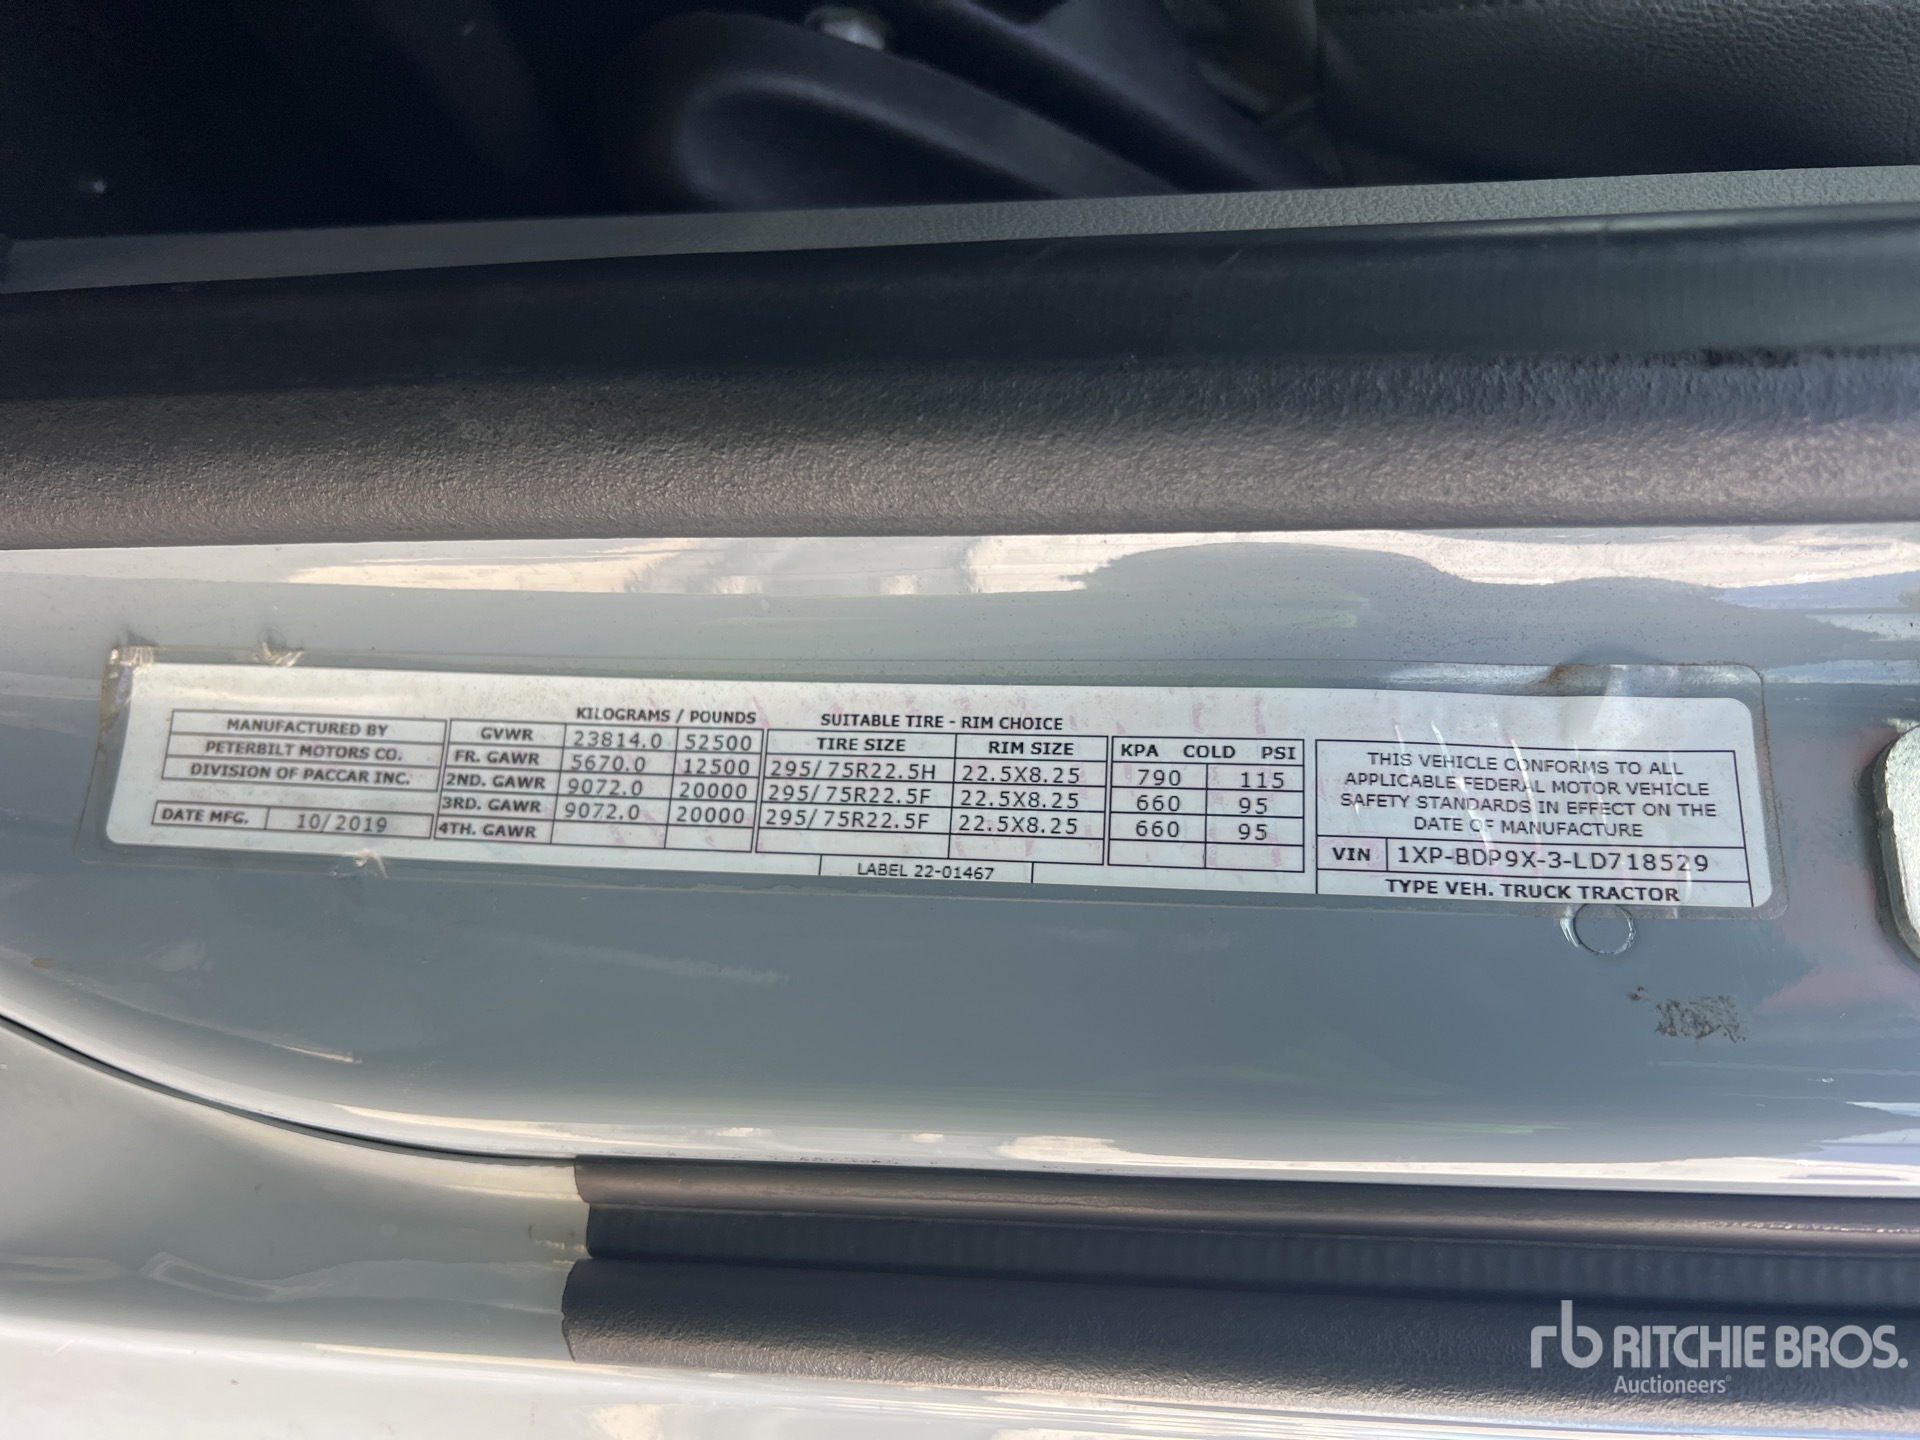 KILOGRAMS / POUNDS SUITABLE TIRE - RIM CHOICE
MANUFACTURED BY
PETERBILT MOTORS CO.
DIVISION OF PACCAR INC.
DATE MFG. 10/2019
GVWR 23814.0 52500
FR. GAWR 5670.0 12500
2ND. GAWR 9072.0 20000
3RD. GAWR 9072.0 20000
4TH. GAWR
TIRE SIZE RIM SIZE
295/75R22.5H 22.5X8.25
295/75R22.5F 22.5X8.25
295/75R22.5F 22.5X8.25
KPA COLD PSI
790 115
660 95
660 95
LABEL 22-01467
THIS VEHICLE CONFORMS TO ALL
APPLICABLE FEDERAL MOTOR VEHICLE
SAFETY STANDARDS IN EFFECT ON THE
DATE OF MANUFACTURE
VIN 1XP-BDP9X-3-LD718529
TYPE VEH. TRUCK TRACTOR
rb RITCHIE BROS.
Auctioneers